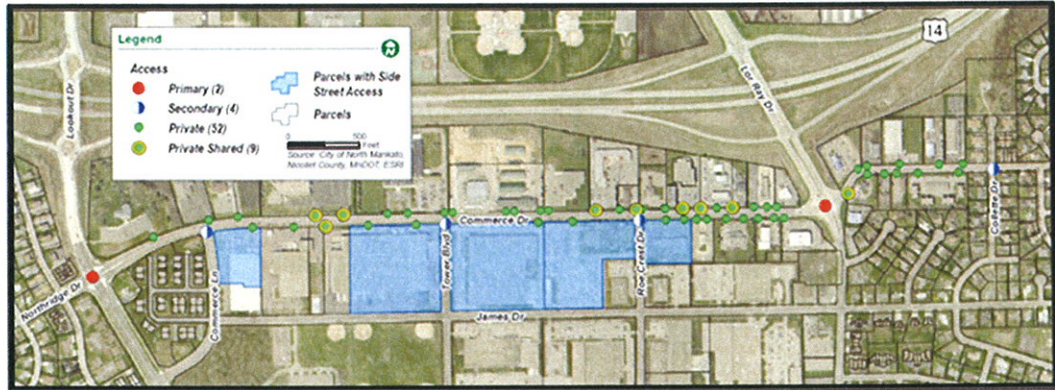 Legend
N
Access
Primary (2)
Secondary (4)
Private (52)
Private Shared (9)
Parcels with Side
Street Access
Parcels
0 500
Feet
Source: City of North Mankato,
Nicollet County, MnDOT, ESRI
14
Lookout Dr
Lor Ray Dr
Commerce Dr
Northridge Dr
Commerce Ln
Tower Blvd
Roe Crest Dr
Collette Dr
James Dr